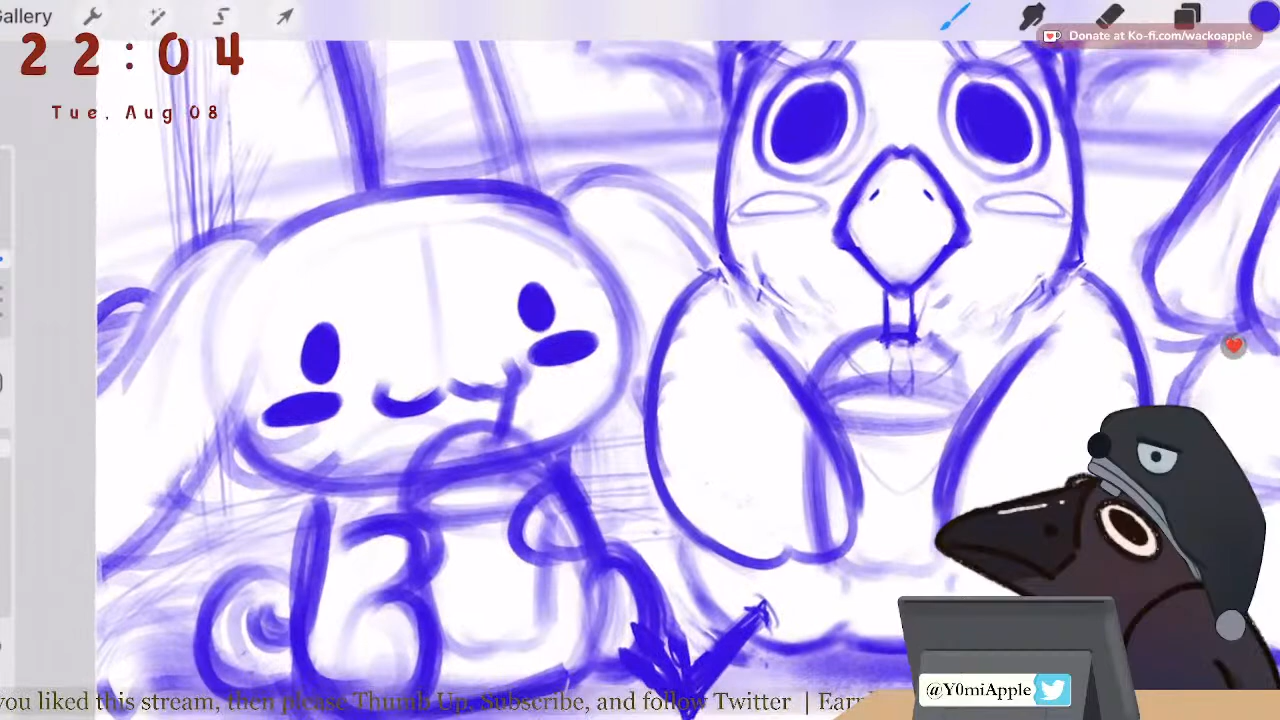 Gallery
22:04
Tue, Aug 08
Donate at Ko-fi.com/wackoapple
@Y0miApple
you liked this stream, then please Thumb Up, Subscribe, and follow Twitter | Earn